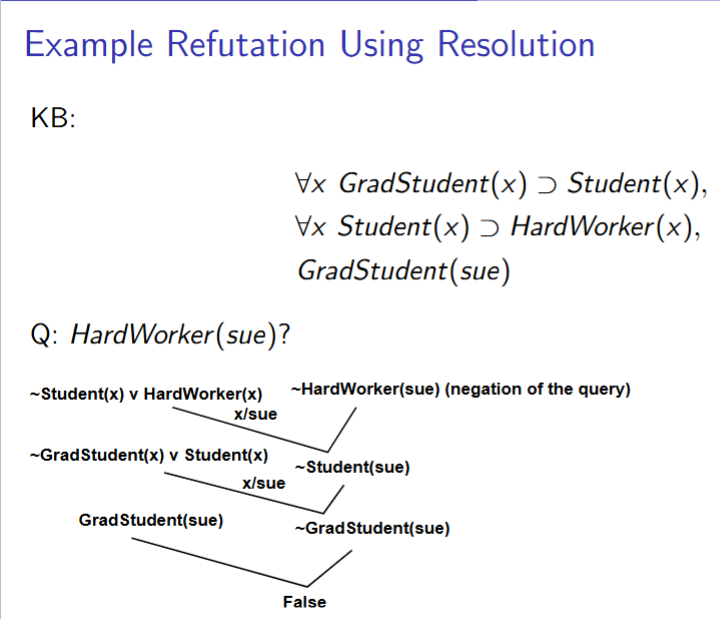 Example Refutation Using Resolution
KB:
∀x GradStudent(x) ⊃ Student(x),
∀x Student(x) ⊃ HardWorker(x),
GradStudent(sue)
Q: HardWorker(sue)?
~Student(x) v HardWorker(x) ~HardWorker(sue) (negation of the query)
x/sue
~GradStudent(x) v Student(x) ~Student(sue)
x/sue
GradStudent(sue) ~GradStudent(sue)
False